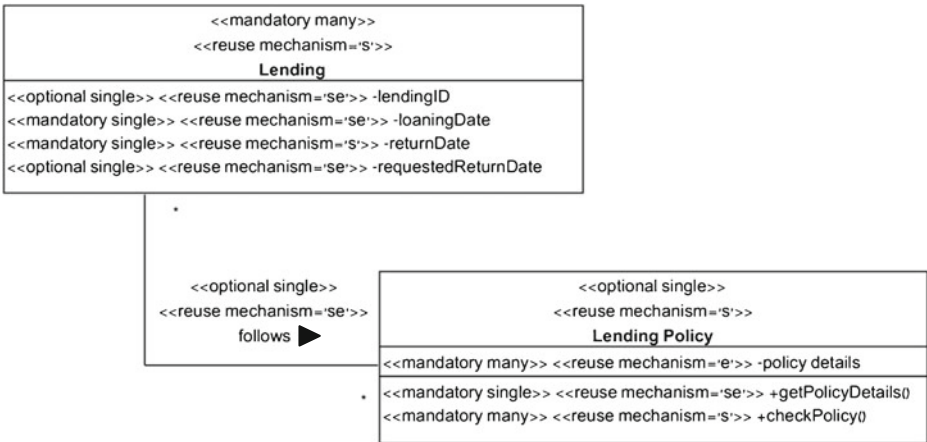 <<mandatory many>>
<<reuse mechanism='s'>>
Lending
<<optional single>> <<reuse mechanism='se'>> -lendingID
<<mandatory single>> <<reuse mechanism='se'>> -loaningDate
<<mandatory single>> <<reuse mechanism='s'>> -returnDate
<<optional single>> <<reuse mechanism='se'>> -requestedReturnDate
*
<<optional single>>
<<reuse mechanism='se'>>
follows ▶
*
<<optional single>>
<<reuse mechanism='s'>>
Lending Policy
<<mandatory many>> <<reuse mechanism='e'>> -policy details
<<mandatory single>> <<reuse mechanism='se'>> +getPolicyDetails()
<<mandatory many>> <<reuse mechanism='s'>> +checkPolicy()